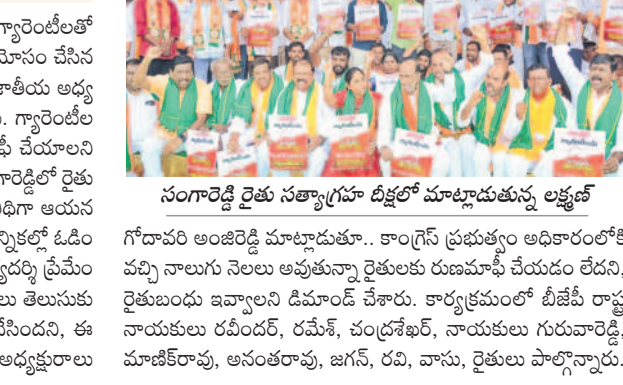 గ్యారెంటీలతో
మోసం చేసిన
జాతీయ అధ్య
. గ్యారెంటీల
ఫీ చేయాలని
గారెడ్డిలో రైతు
థిగా ఆయన
న్నికల్లో ఓడిం
ర్యదర్శి ప్రేమేం
లు తెలుసుకు
సిందని, ఈ
అధ్యక్షురాలు
సంగారెడ్డి రైతు సత్యాగ్రహ దీక్షలో మాట్లాడుతున్న లక్ష్మణ్
గోదావరి అంజిరెడ్డి మాట్లాడుతూ.. కాంగ్రెస్ ప్రభుత్వం అధికారంలోకి
వచ్చి నాలుగు నెలలు అవుతున్నా రైతులకు రుణమాఫీ చేయడం లేదని,
రైతుబంధు ఇవ్వాలని డిమాండ్ చేశారు. కార్యక్రమంలో బీజేపీ రాష్ట్ర
నాయకులు రవీందర్, రమేశ్, చంద్రశేఖర్, నాయకులు గురువారెడ్డి,
మాణిక్‌రావు, అనంతరావు, జగన్, రవి, వాసు, రైతులు పాల్గొన్నారు.